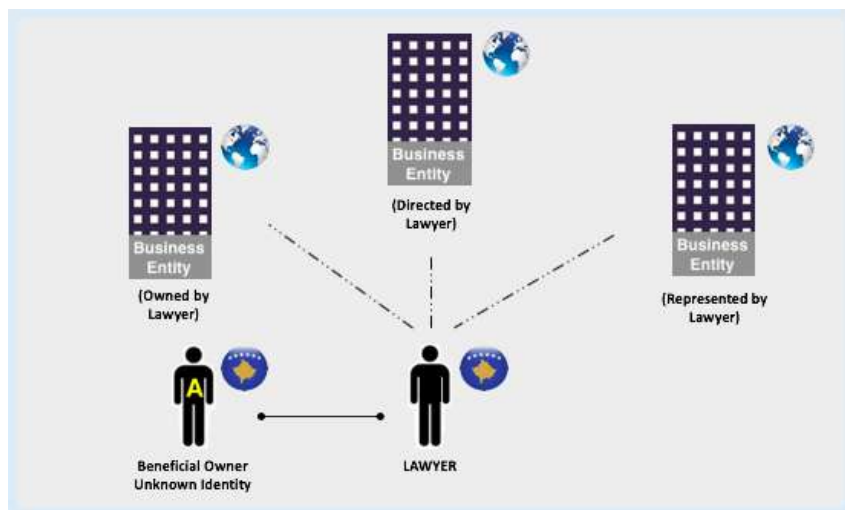 Business
Entity
(Directed by
Lawyer)
Business
Entity
(Owned by
Lawyer)
Business
Entity
(Represented by
Lawyer)
A
Beneficial Owner
Unknown Identity
LAWYER